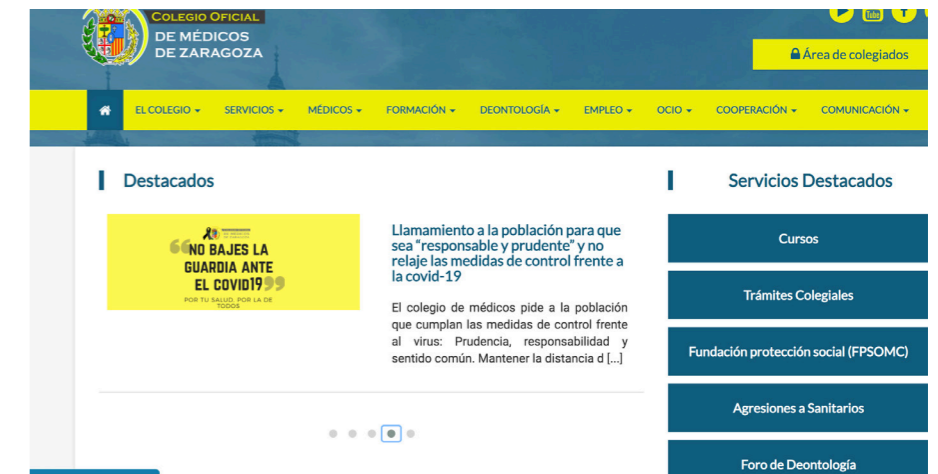 COLEGIO OFICIAL
DE MÉDICOS
DE ZARAGOZA
You
Tube
f
Área de colegiados
EL COLEGIO
SERVICIOS
MÉDICOS
FORMACIÓN
DEONTOLOGÍA
EMPLEO
OCIO
COOPERACIÓN
COMUNICACIÓN
Destacados
“NO BAJES LA
GUARDIA ANTE
EL COVID19”
POR TU SALUD, POR LA DE
TODOS
Llamamiento a la población para que
sea “responsable y prudente” y no
relaje las medidas de control frente a
la covid-19
El colegio de médicos pide a la población
que cumplan las medidas de control frente
al virus: Prudencia, responsabilidad y
sentido común. Mantener la distancia d [...]
Servicios Destacados
Cursos
Trámites Colegiales
Fundación protección social (FPSOMC)
Agresiones a Sanitarios
Foro de Deontología